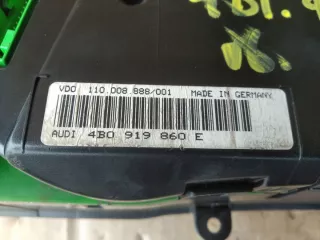 VDO 110.008.888/001 MADE IN GERMANY
AUDI 4B0 919 860 E